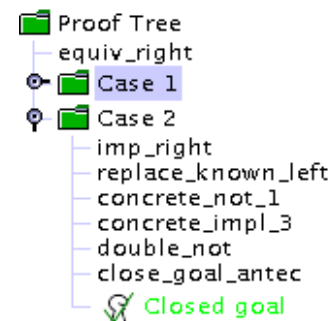 Proof Tree
equiv_right
Case 1
Case 2
imp_right
replace_known_left
concrete_not_1
concrete_impl_3
double_not
close_goal_antec
Closed goal